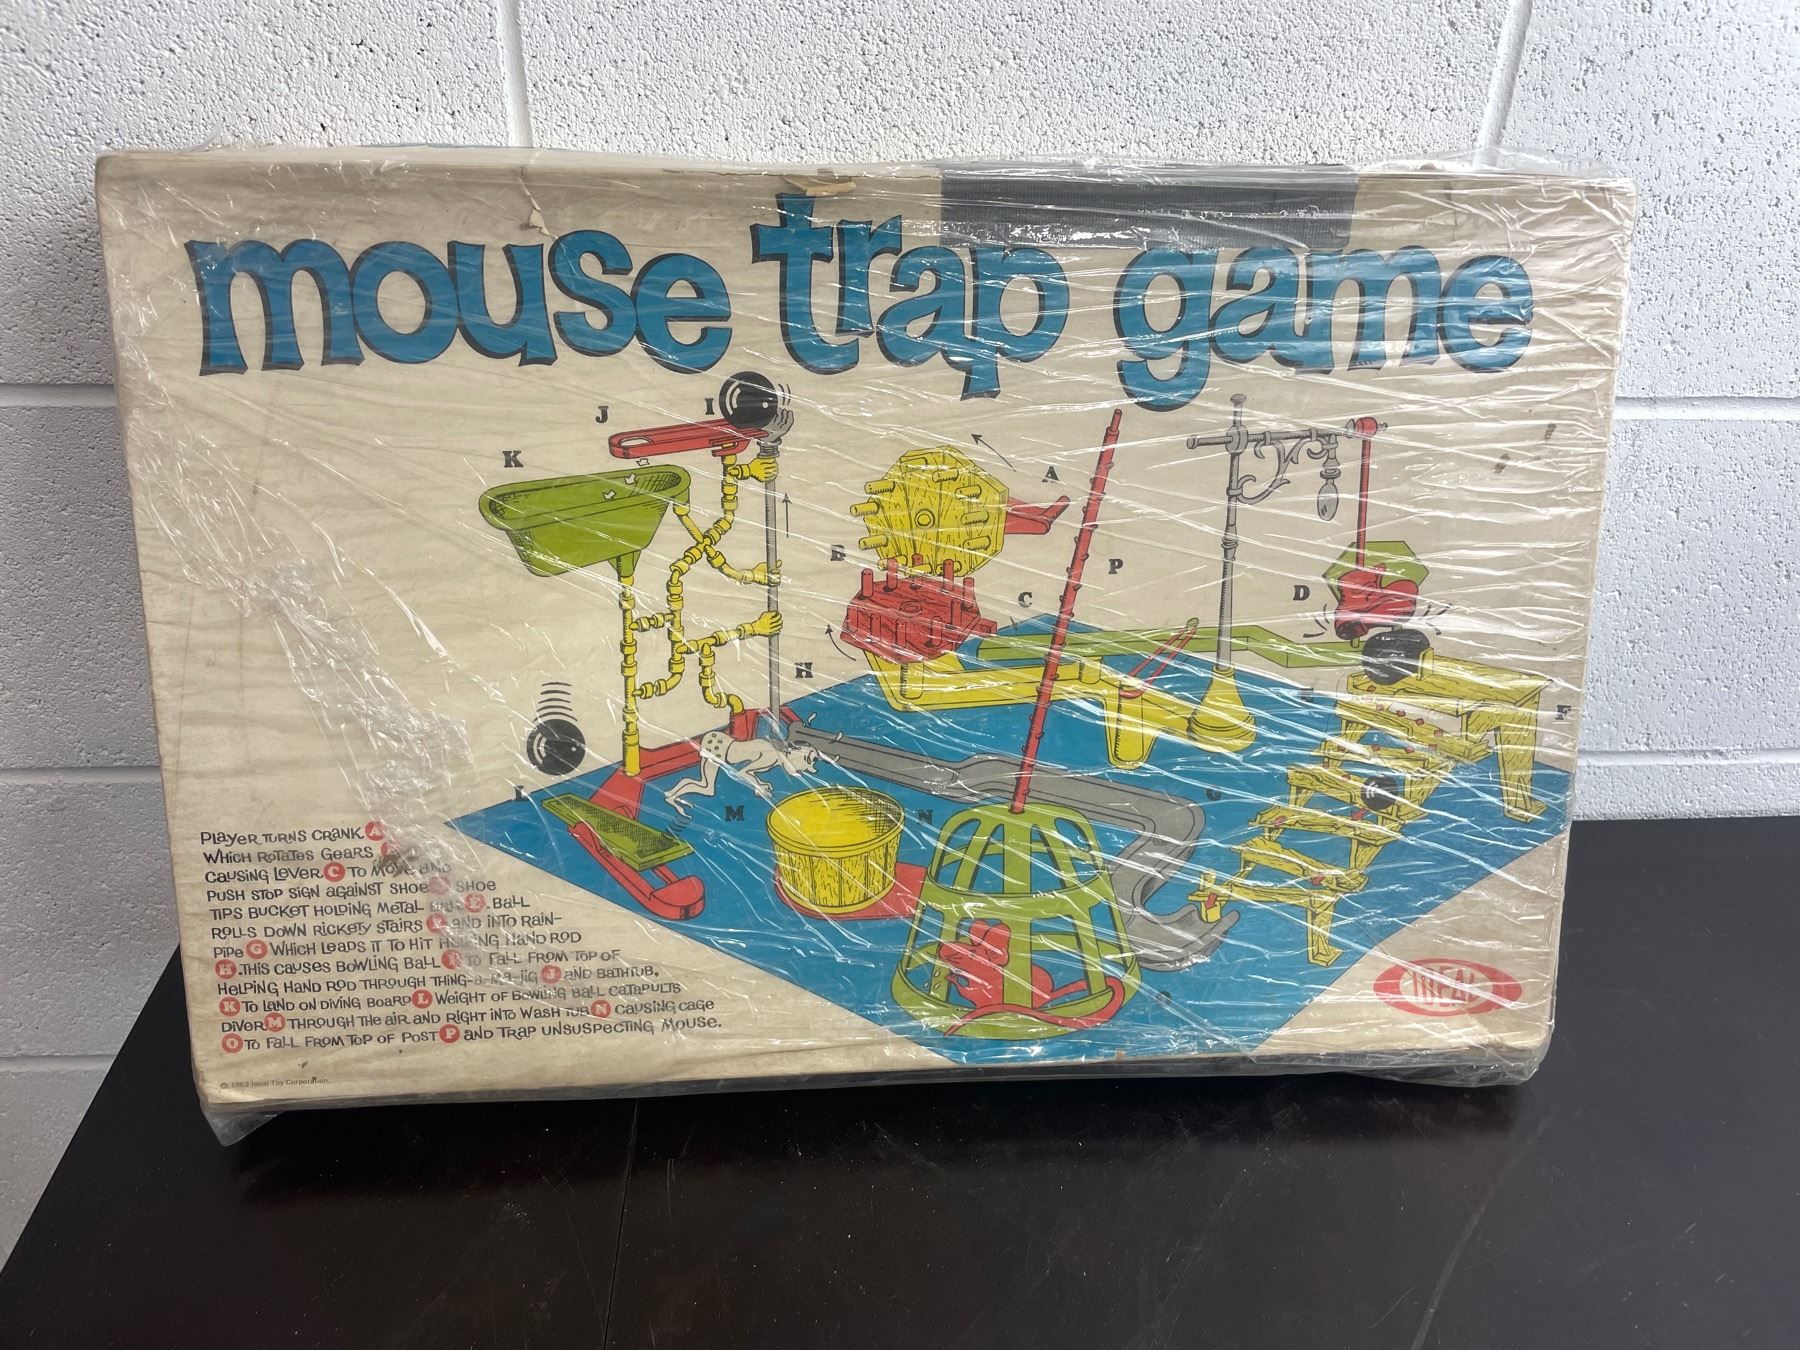 mouse trap game
I
J
K
A
B
P
C
D
H
F
L
G
M
N
O
PLAYER TURNS CRANK A
WHICH ROTATES GEARS
CAUSING LEVER C TO MOVE AND
PUSH STOP SIGN AGAINST SHOE SHOE
TIPS BUCKET HOLDING METAL BALL
ROLLS DOWN RICKETY STAIRS F AND INTO RAIN-
PIPE G WHICH LEADS IT TO HIT HELPING HAND ROD
H. THIS CAUSES BOWLING BALL I TO FALL FROM TOP OF
HELPING HAND ROD THROUGH THING-A-MA-JIG J AND BATHTUB,
K TO LAND ON DIVING BOARD L WEIGHT OF BOWLING BALL CATAPULTS
DIVER M THROUGH THE AIR AND RIGHT INTO WASH TUB N CAUSING CAGE
O TO FALL FROM TOP OF POST P AND TRAP UNSUSPECTING MOUSE.
IDEAL
© 1963 Ideal Toy Corporation.